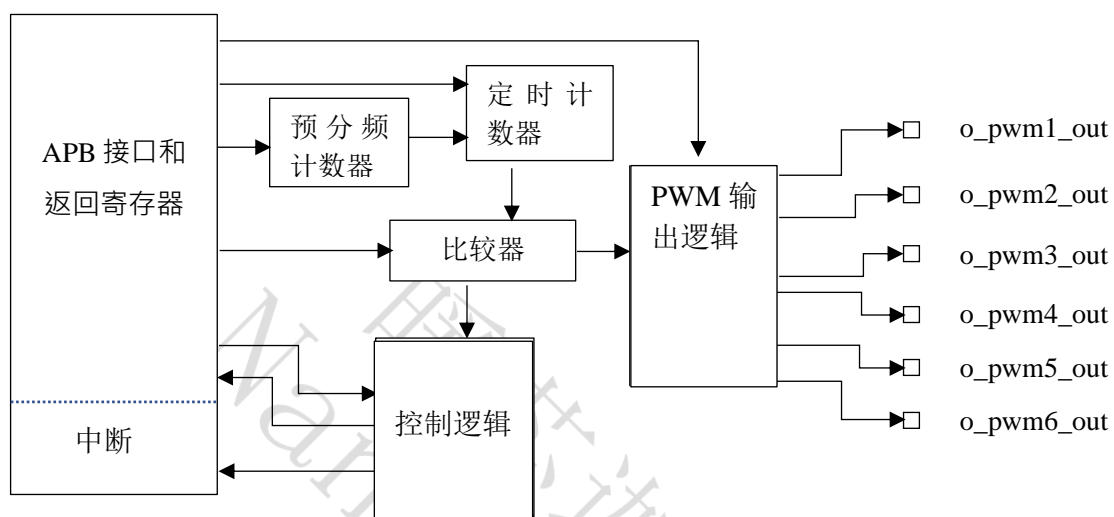 APB 接口和
返回寄存器
中断
预分频
计数器
定时计
数器
比较器
控制逻辑
PWM 输
出逻辑
o_pwm1_out
o_pwm2_out
o_pwm3_out
o_pwm4_out
o_pwm5_out
o_pwm6_out